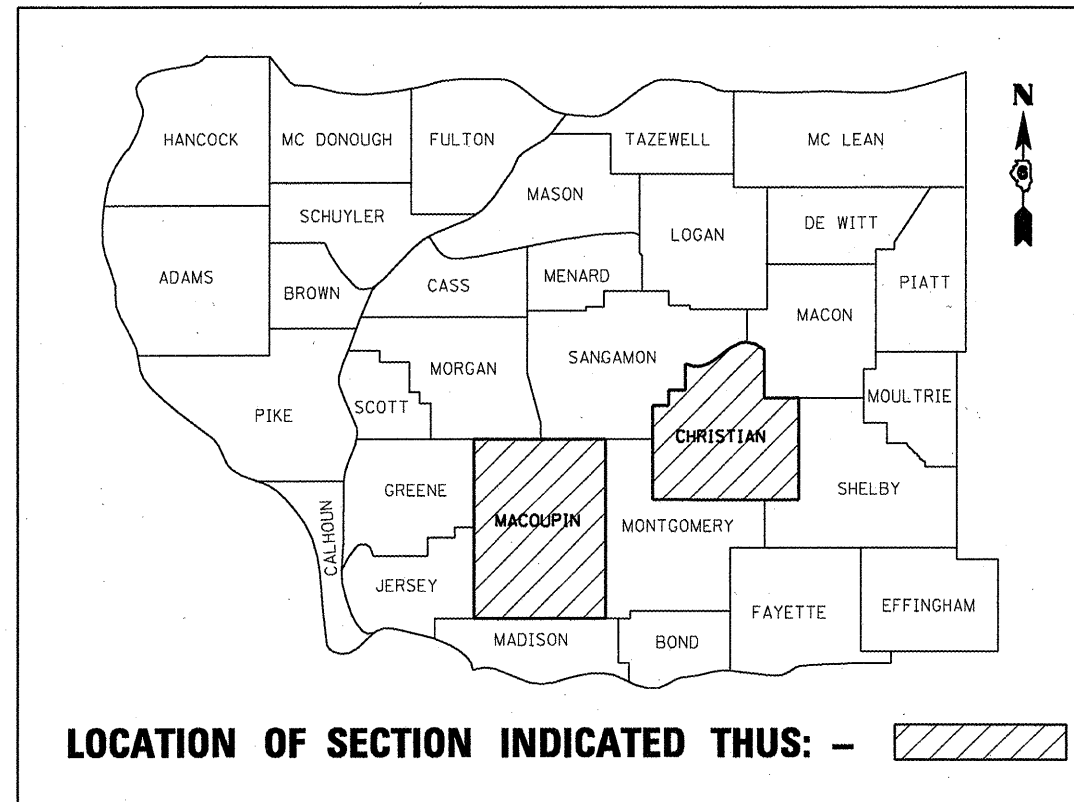 HANCOCK MC DONOUGH FULTON TAZEWELL MC LEAN
N
6
MASON
SCHUYLER
LOGAN
DE WITT
ADAMS
BROWN
CASS
MENARD
PIATT
MACON
SANGAMON
MORGAN
SCOTT
PIKE
MOULTRIE
CHRISTIAN
SHELBY
GREENE
MACOUPIN
MONTGOMERY
CALHOUN
JERSEY
FAYETTE
EFFINGHAM
MADISON
BOND
LOCATION OF SECTION INDICATED THUS: –